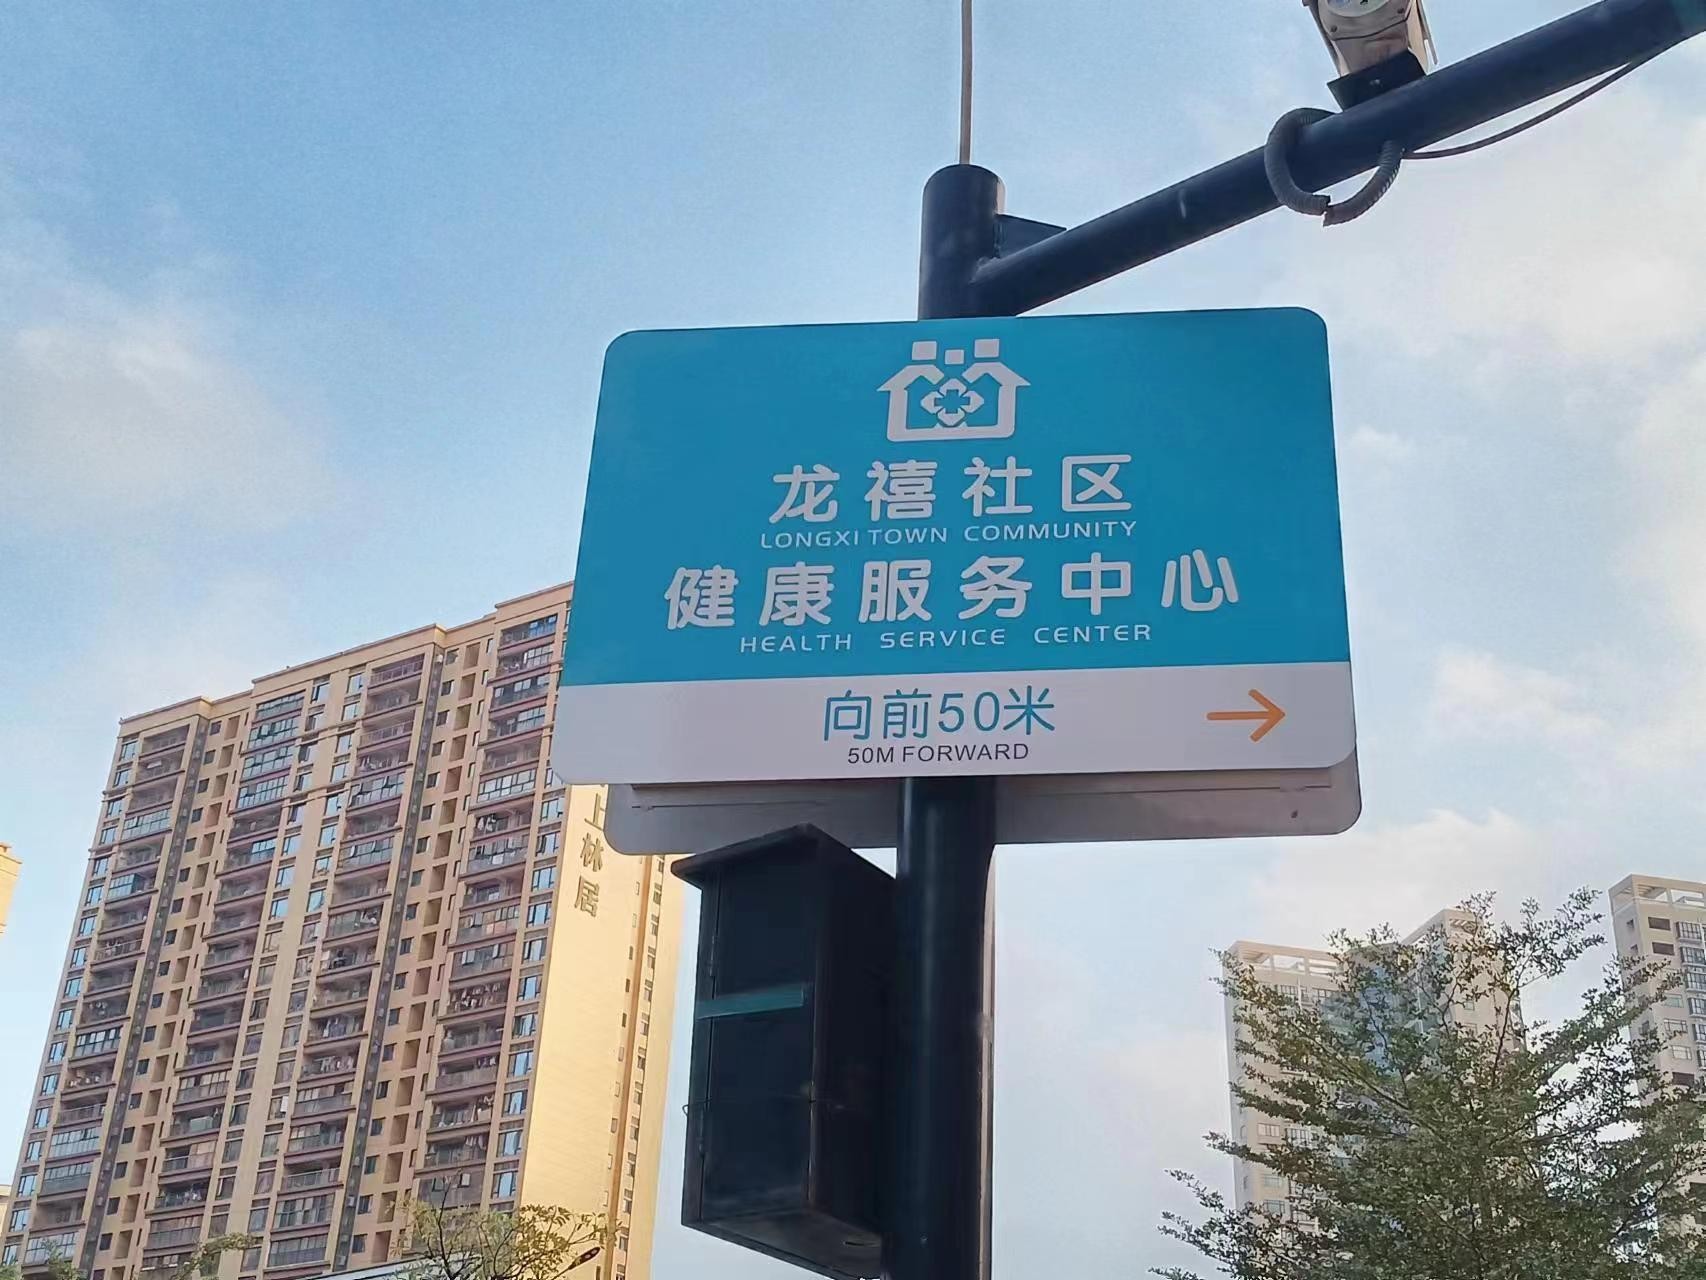 龙禧社区
LONGXI TOWN COMMUNITY
健康服务中心
HEALTH SERVICE CENTER
向前50米
50M FORWARD
上林居